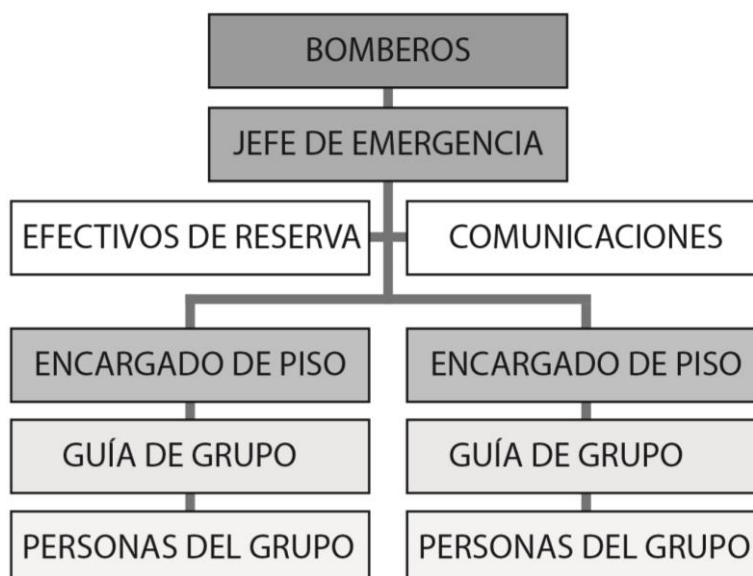 BOMBEROS
JEFE DE EMERGENCIA
EFECTIVOS DE RESERVA
COMUNICACIONES
ENCARGADO DE PISO
ENCARGADO DE PISO
GUÍA DE GRUPO
GUÍA DE GRUPO
PERSONAS DEL GRUPO
PERSONAS DEL GRUPO